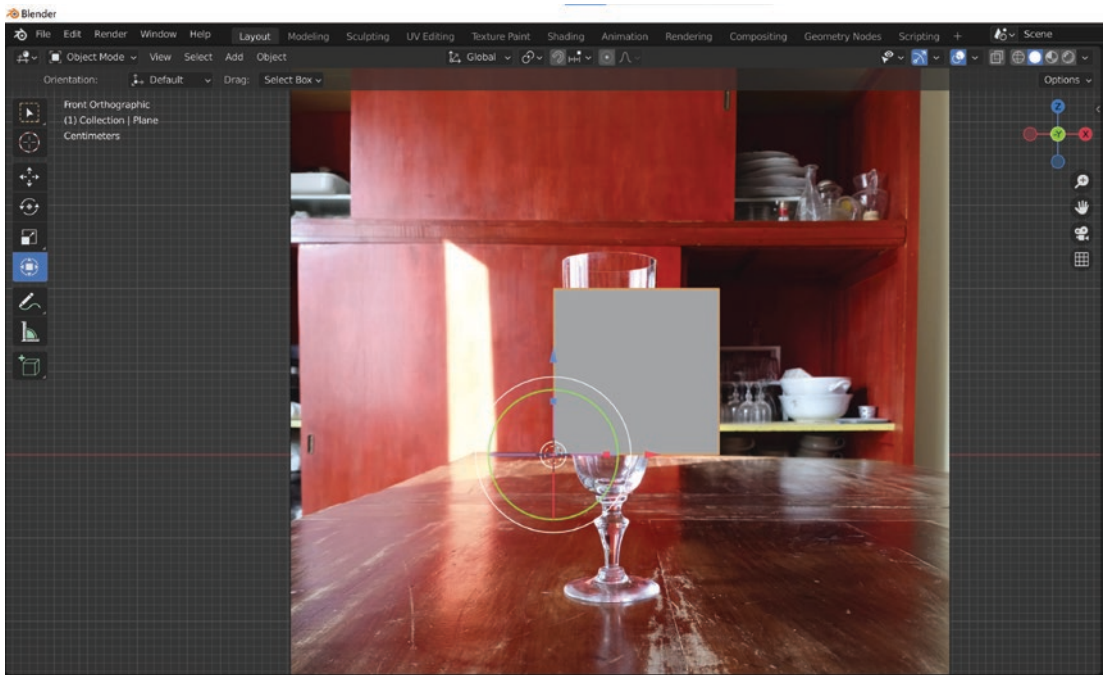 Blender
File Edit Render Window Help Layout Modeling Sculpting UV Editing Texture Paint Shading Animation Rendering Compositing Geometry Nodes Scripting + Scene
Object Mode View Select Add Object Global
Orientation: Default Drag: Select Box Options
Front Orthographic
(1) Collection | Plane
Centimeters
Z
-Y X